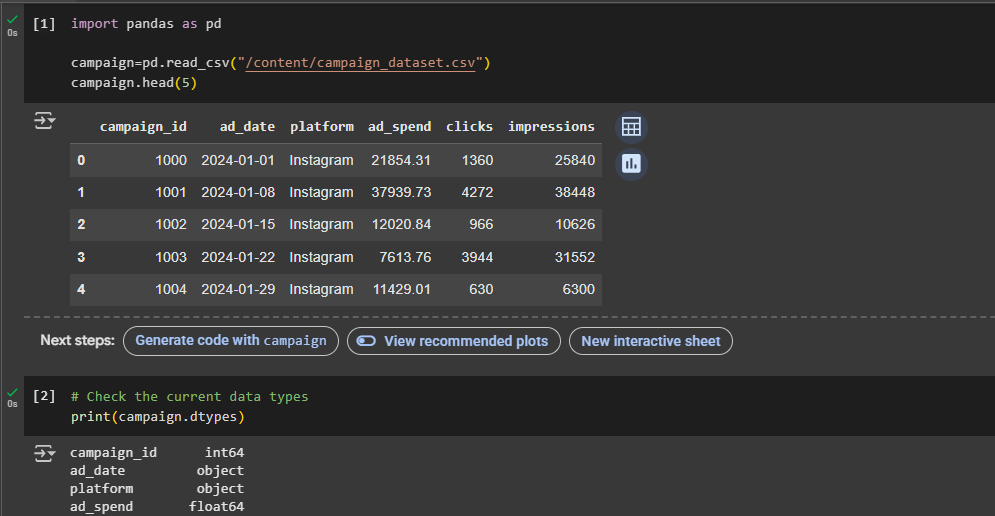 [1] import pandas as pd
0s
campaign=pd.read_csv("/content/campaign_dataset.csv")
campaign.head(5)
campaign_id ad_date platform ad_spend clicks impressions
0 1000 2024-01-01 Instagram 21854.31 1360 25840
1 1001 2024-01-08 Instagram 37939.73 4272 38448
2 1002 2024-01-15 Instagram 12020.84 966 10626
3 1003 2024-01-22 Instagram 7613.76 3944 31552
4 1004 2024-01-29 Instagram 11429.01 630 6300
Next steps: Generate code with campaign View recommended plots New interactive sheet
[2] # Check the current data types
0s
print(campaign.dtypes)
campaign_id int64
ad_date object
platform object
ad_spend float64